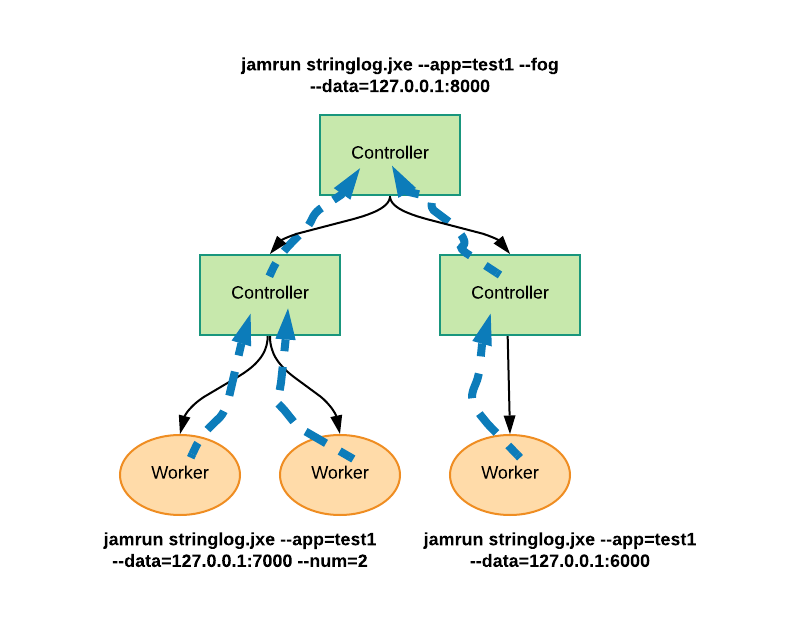 jamrun stringlog.jxe --app=test1 --fog
--data=127.0.0.1:8000
Controller
Controller
Controller
Worker
Worker
Worker
jamrun stringlog.jxe --app=test1
--data=127.0.0.1:7000 --num=2
jamrun stringlog.jxe --app=test1
--data=127.0.0.1:6000